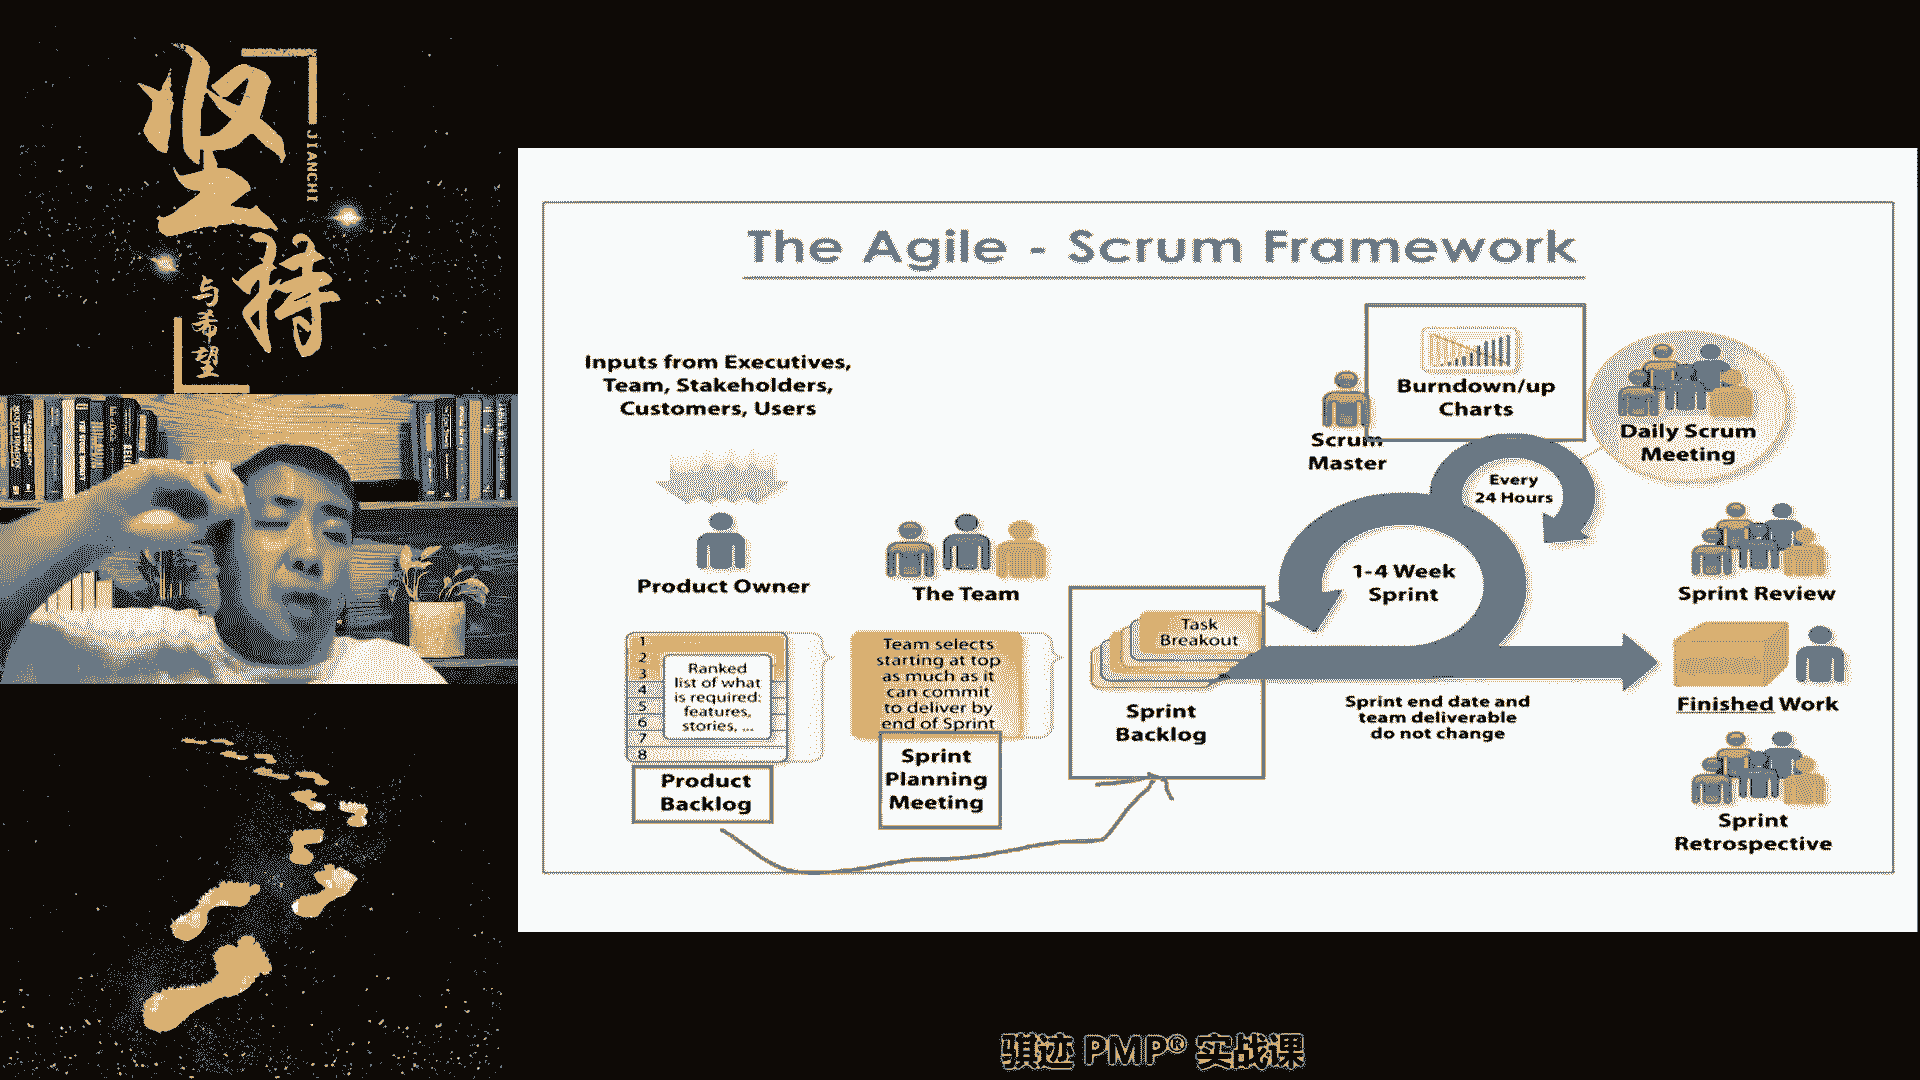 坚
持
JIANCHI
与希望
The Agile - Scrum Framework
Inputs from Executives,
Team, Stakeholders,
Customers, Users
Product Owner
1
2
3
4
5
6
7
8
Ranked
list of what
is required:
features,
stories, ...
Product
Backlog
The Team
Team selects
starting at top
as much as it
can commit
to deliver by
end of Sprint
Sprint
Planning
Meeting
Task
Breakout
Sprint
Backlog
Scrum
Master
Burndown/up
Charts
Daily Scrum
Meeting
Every
24 Hours
1-4 Week
Sprint
Sprint end date and
team deliverable
do not change
Sprint Review
Finished Work
Sprint
Retrospective
骐迹 PMP® 实战课